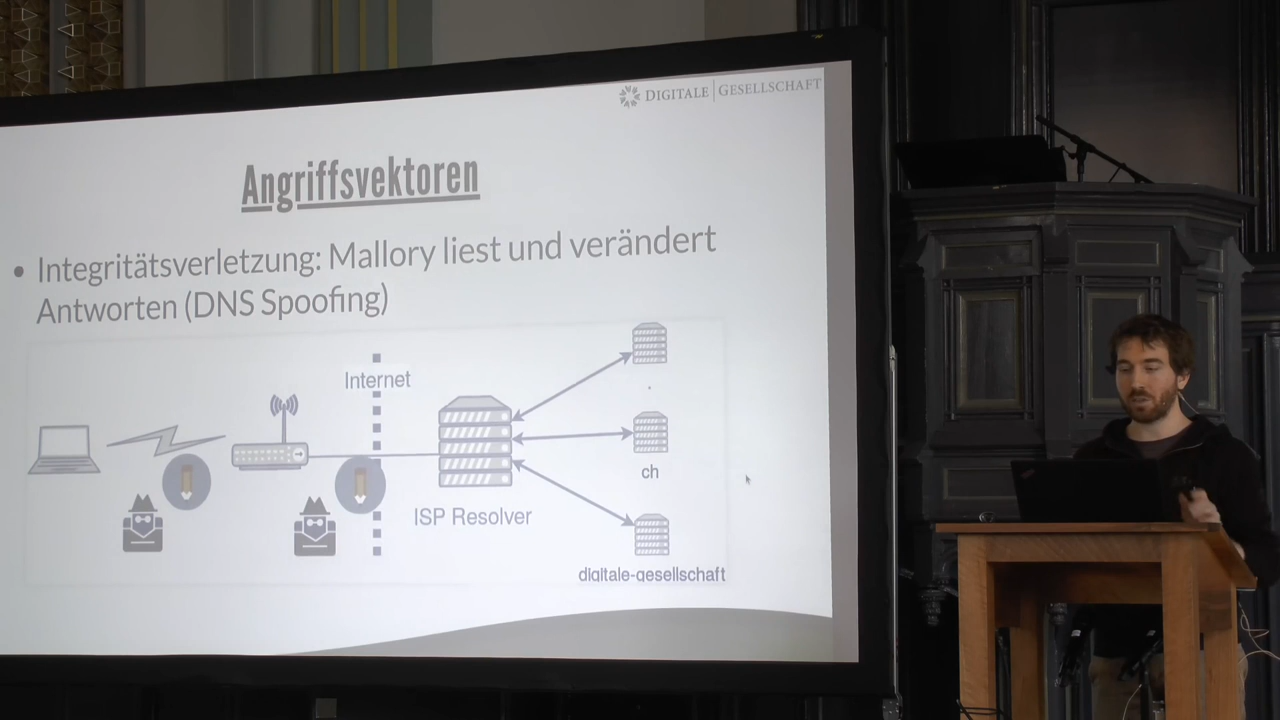 DIGITALE | GESELLSCHAFT
Angriffsvektoren
• Integritätsverletzung: Mallory liest und verändert
Antworten (DNS Spoofing)
Internet
.
ch
ISP Resolver
digitale-gesellschaft